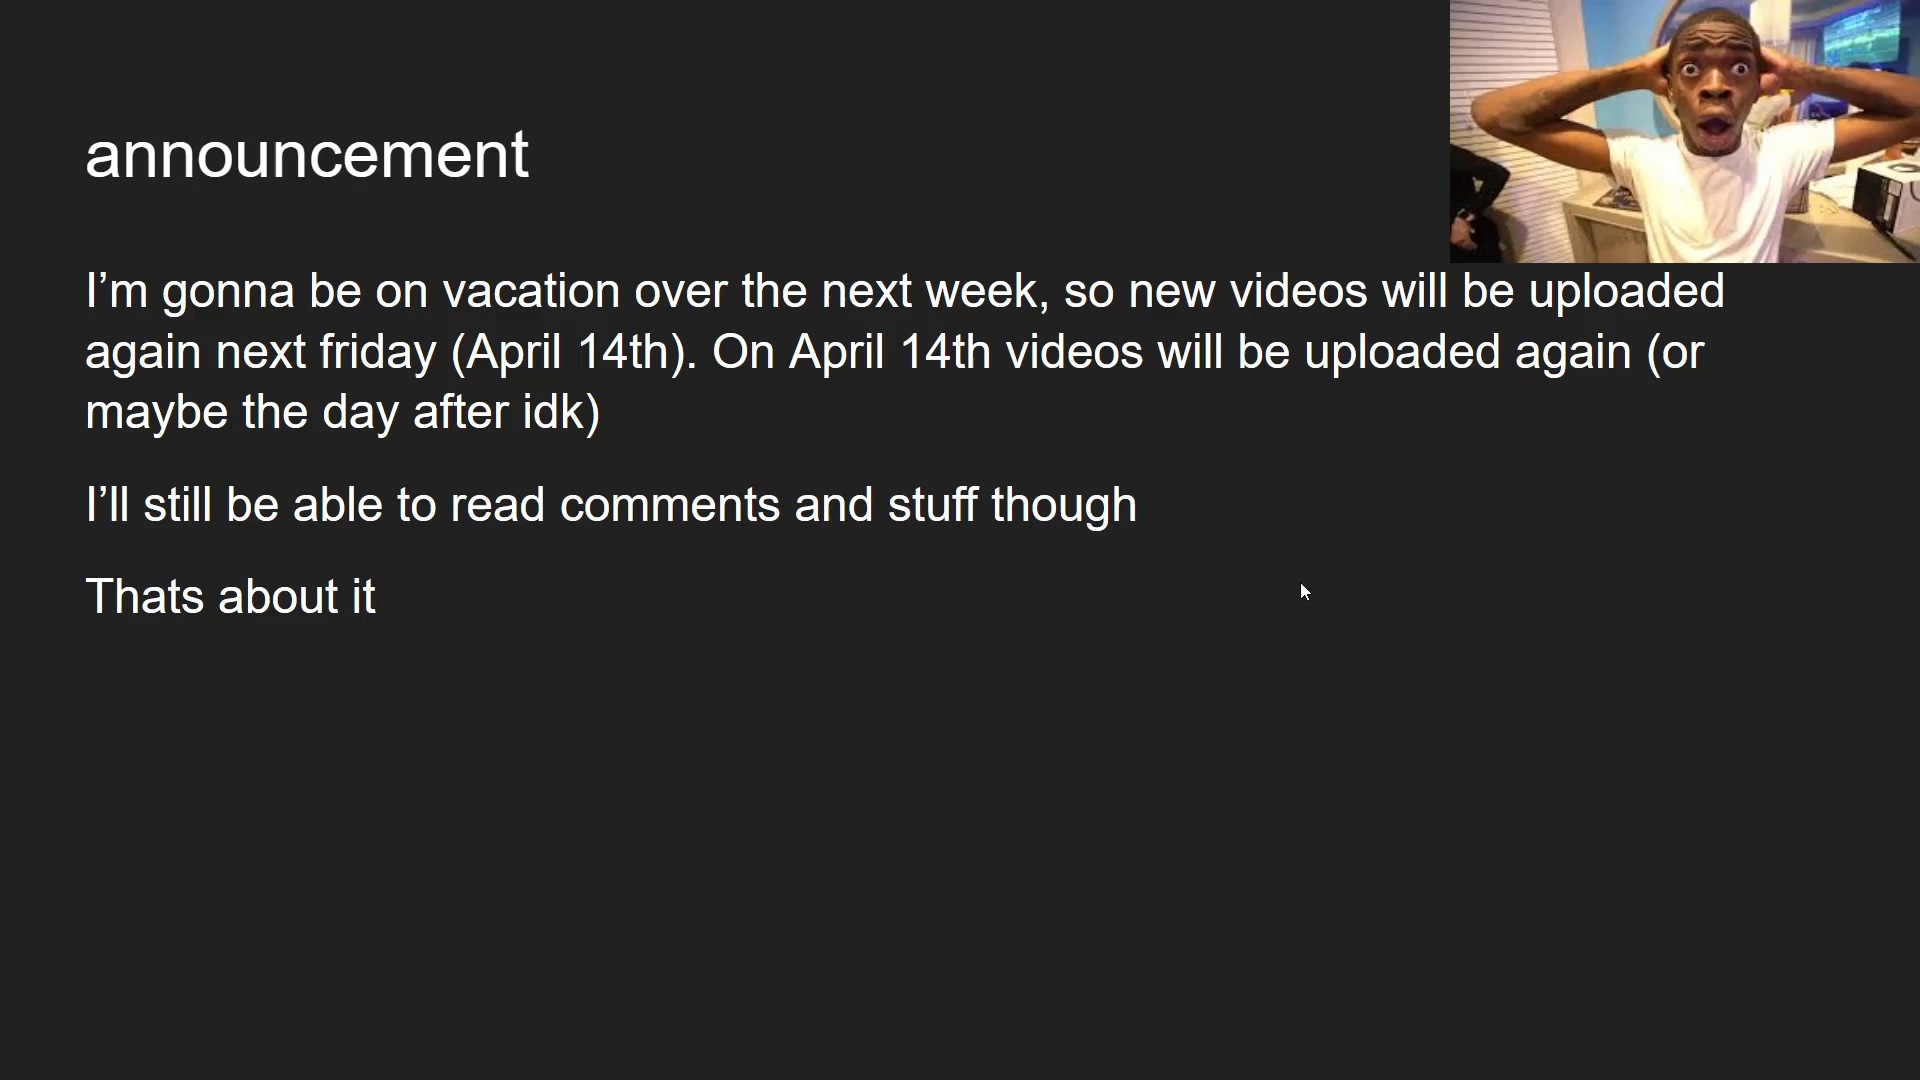 announcement
I’m gonna be on vacation over the next week, so new videos will be uploaded
again next friday (April 14th). On April 14th videos will be uploaded again (or
maybe the day after idk)
I’ll still be able to read comments and stuff though
Thats about it